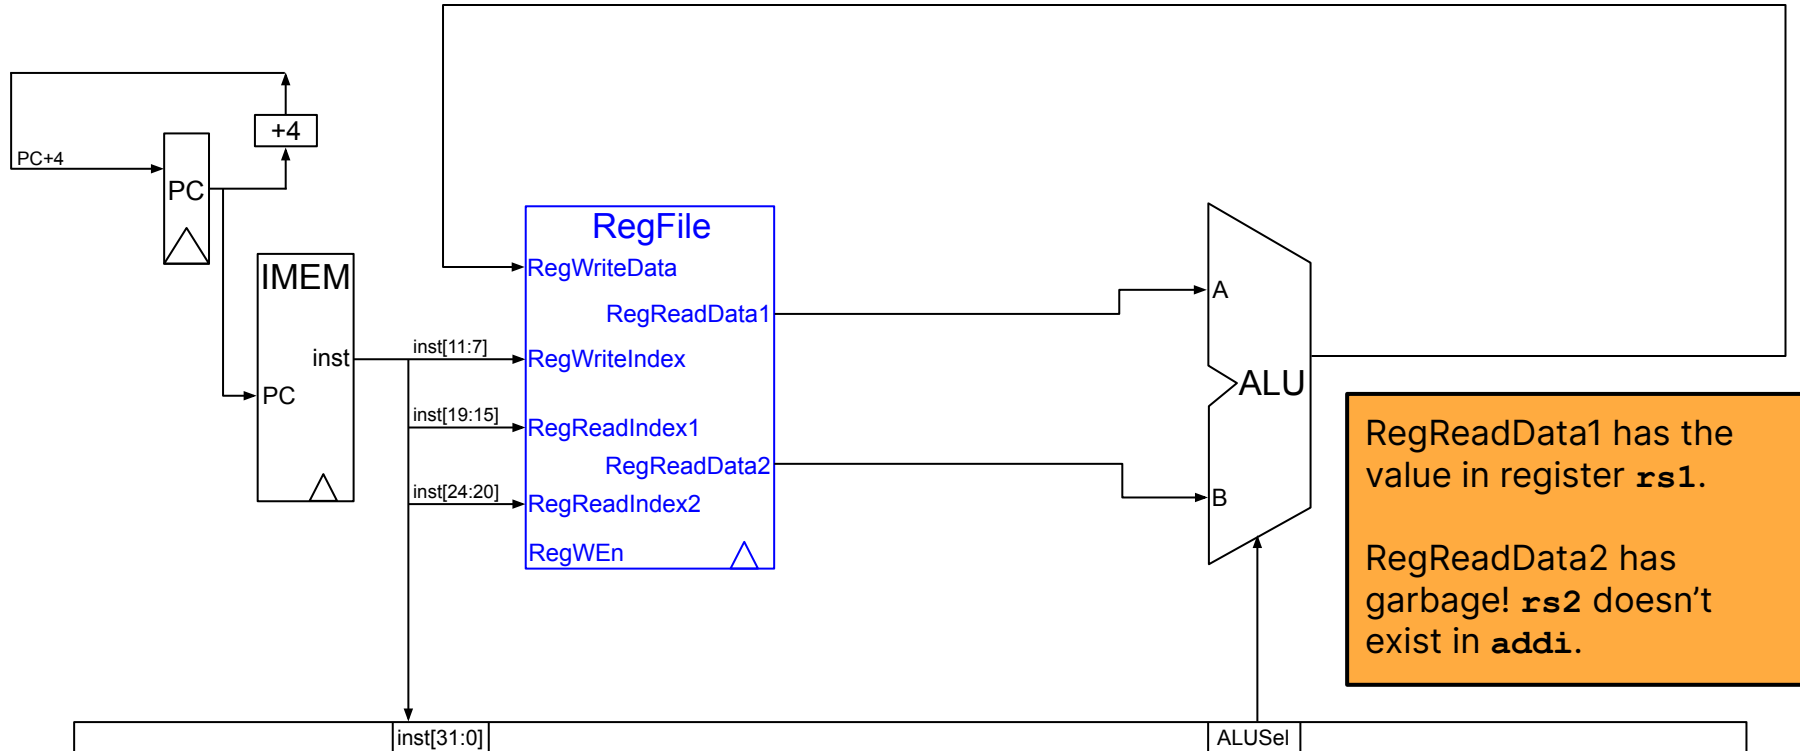 +4
PC+4
PC
IMEM
inst
PC
inst[11:7]
inst[19:15]
inst[24:20]
RegFile
RegWriteData
RegReadData1
RegWriteIndex
RegReadIndex1
RegReadData2
RegReadIndex2
RegWEn
A
ALU
B
RegReadData1 has the
value in register rs1.
RegReadData2 has
garbage! rs2 doesn’t
exist in addi.
inst[31:0]
ALUSel